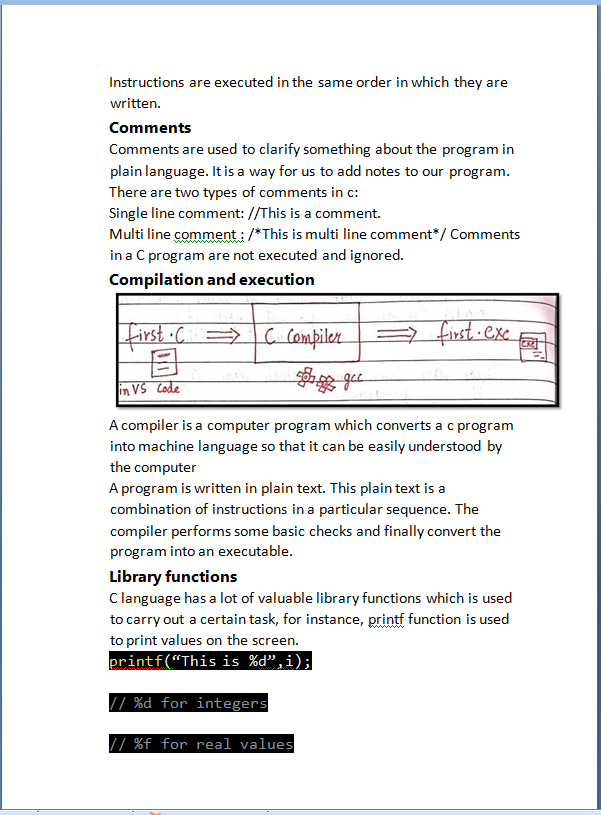 Instructions are executed in the same order in which they are
written.
Comments
Comments are used to clarify something about the program in
plain language. It is a way for us to add notes to our program.
There are two types of comments in c:
Single line comment: //This is a comment.
Multi line comment : /*This is multi line comment*/ Comments
in a C program are not executed and ignored.
Compilation and execution
first.C ⇒ C Compiler ⇒ first.exe
exe
gcc
in VS Code
A compiler is a computer program which converts a c program
into machine language so that it can be easily understood by
the computer
A program is written in plain text. This plain text is a
combination of instructions in a particular sequence. The
compiler performs some basic checks and finally convert the
program into an executable.
Library functions
C language has a lot of valuable library functions which is used
to carry out a certain task, for instance, printf function is used
to print values on the screen.
printf(“This is %d”,i);
// %d for integers
// %f for real values